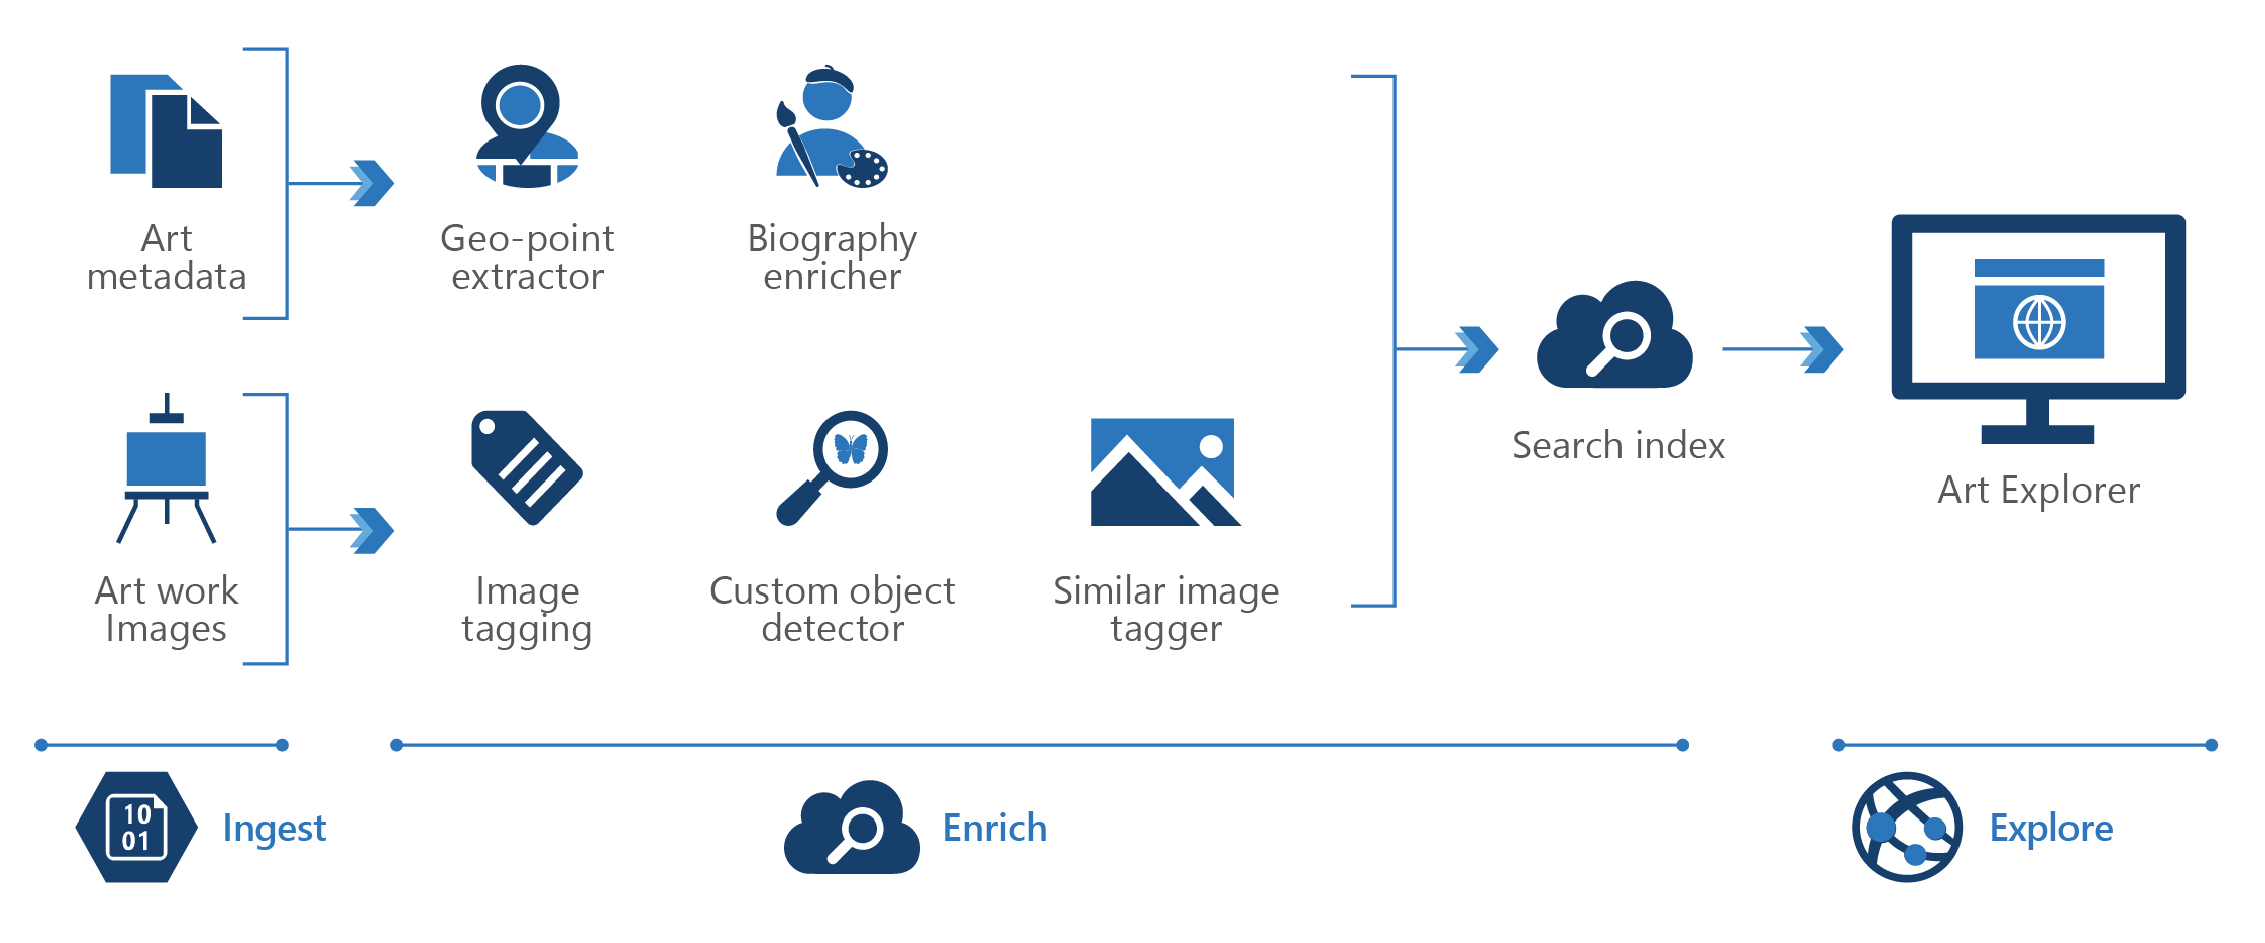 Art
metadata
Geo-point
extractor
Biography
enricher
Search index
Art Explorer
Art work
Images
Image
tagging
Custom object
detector
Similar image
tagger
10
01
Ingest
Enrich
Explore